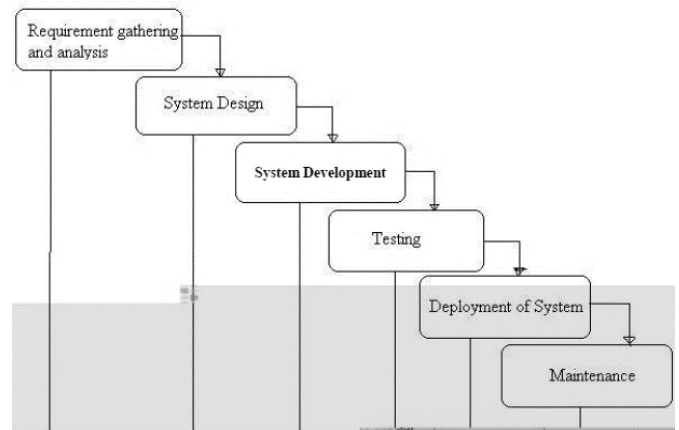 Requirement gathering
and analysis
System Design
System Development
Testing
Deployment of System
Maintenance